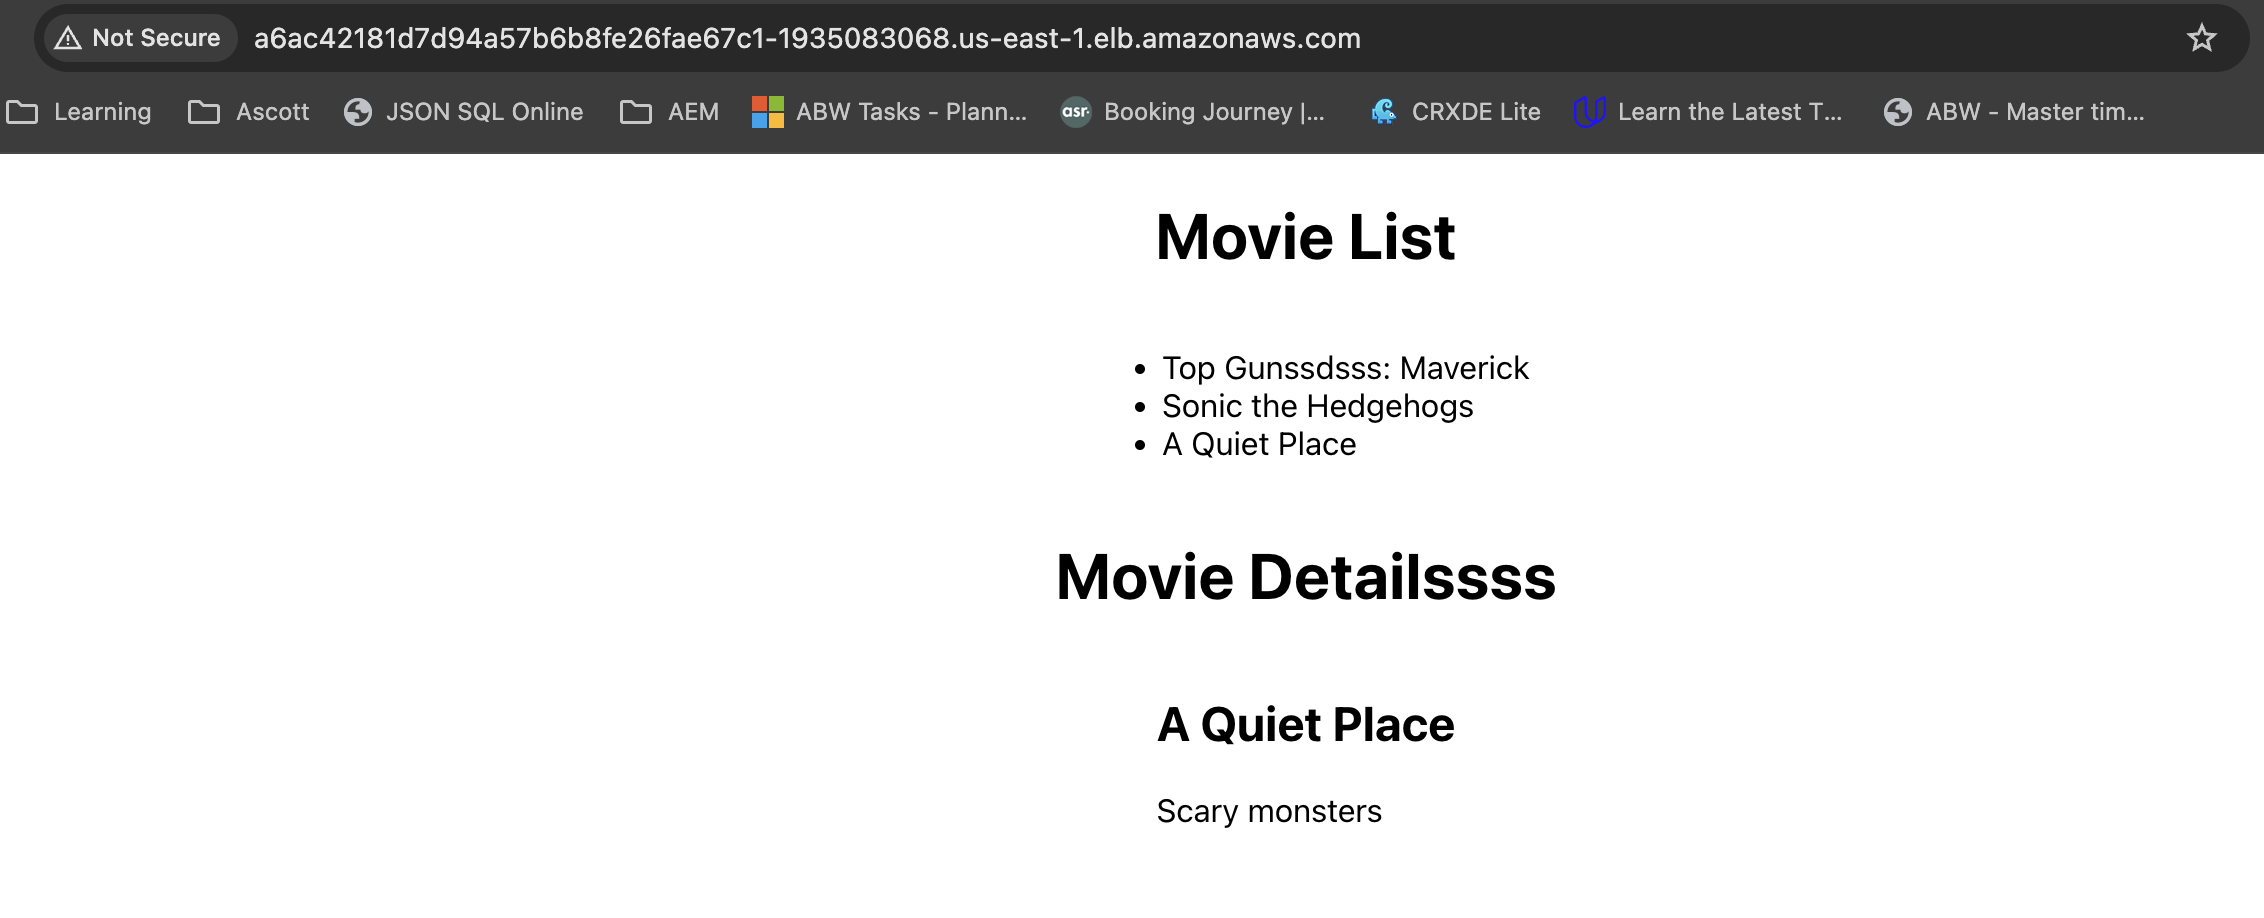 Not Secure a6ac42181d7d94a57b6b8fe26fae67c1-1935083068.us-east-1.elb.amazonaws.com
Learning Ascott JSON SQL Online AEM ABW Tasks - Plann... asr Booking Journey |... CRXDE Lite Learn the Latest T... ABW - Master tim...
Movie List
• Top Gunssdsss: Maverick
• Sonic the Hedgehogs
• A Quiet Place
Movie Detailssss
A Quiet Place
Scary monsters